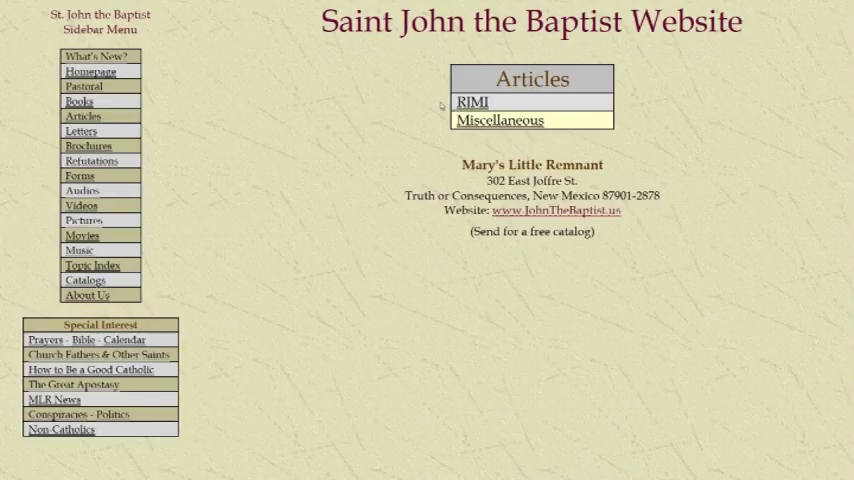 St. John the Baptist
Sidebar Menu
What's New?
Homepage
Pastoral
Books
Articles
Letters
Brochures
Refutations
Forms
Audios
Videos
Pictures
Movies
Music
Topic Index
Catalogs
About Us
Special Interest
Prayers - Bible - Calendar
Church Fathers & Other Saints
How to Be a Good Catholic
The Great Apostasy
MLR News
Conspiracies - Politics
Non-Catholics
Saint John the Baptist Website
Articles
RJMI
Miscellaneous
Mary's Little Remnant
302 East Joffre St.
Truth or Consequences, New Mexico 87901-2878
Website: www.JohnTheBaptist.us
(Send for a free catalog)